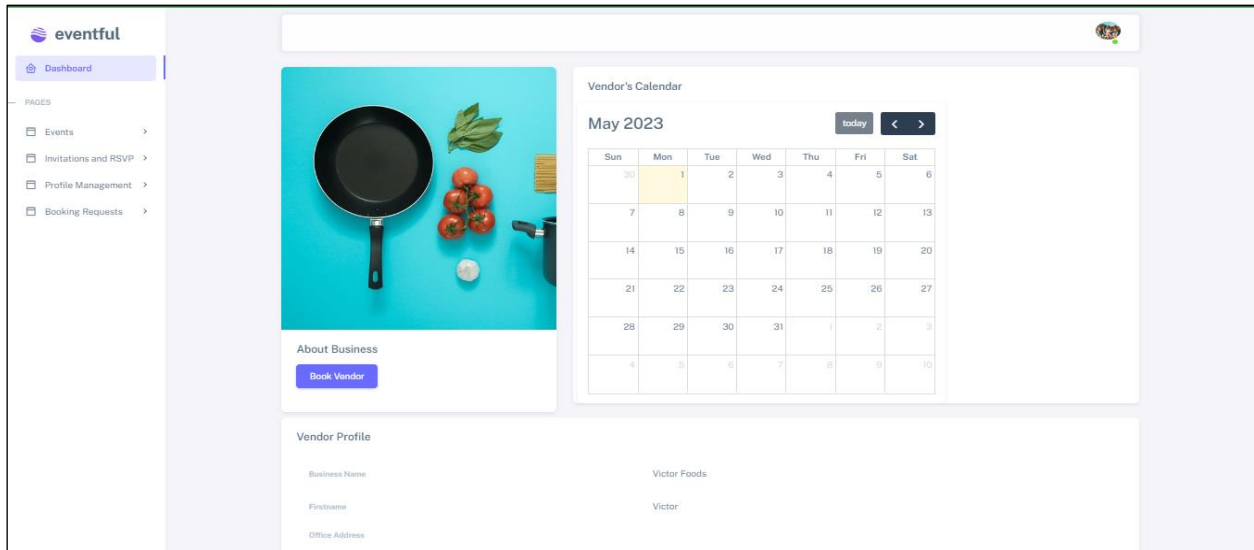 eventful
Dashboard
PAGES
Events
Invitations and RSVP
Profile Management
Booking Requests
About Business
Book Vendor
Vendor's Calendar
May 2023
today
Sun Mon Tue Wed Thu Fri Sat
30 1 2 3 4 5 6
7 8 9 10 11 12 13
14 15 16 17 18 19 20
21 22 23 24 25 26 27
28 29 30 31 1 2 3
4 5 6 7 8 9 10
Vendor Profile
Business Name Victor Foods
Firstname Victor
Office Address